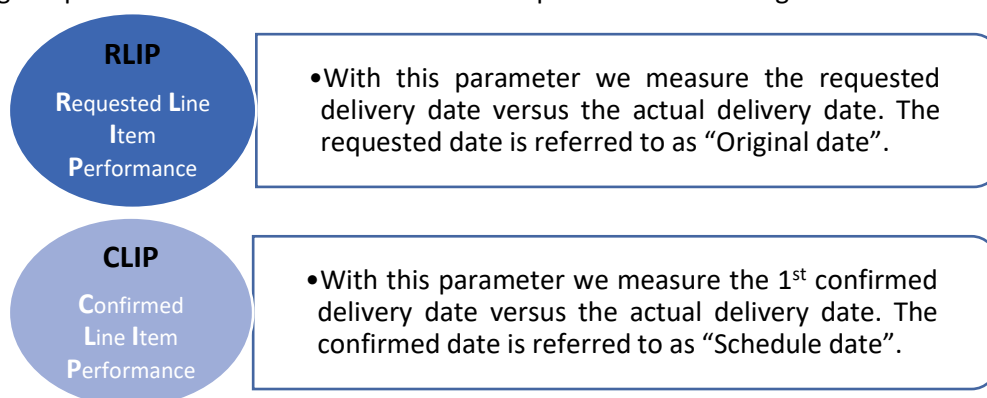 RLIP
Requested Line
Item
Performance
•With this parameter we measure the requested
delivery date versus the actual delivery date. The
requested date is referred to as “Original date”.
CLIP
Confirmed
Line Item
Performance
•With this parameter we measure the 1st confirmed
delivery date versus the actual delivery date. The
confirmed date is referred to as “Schedule date”.